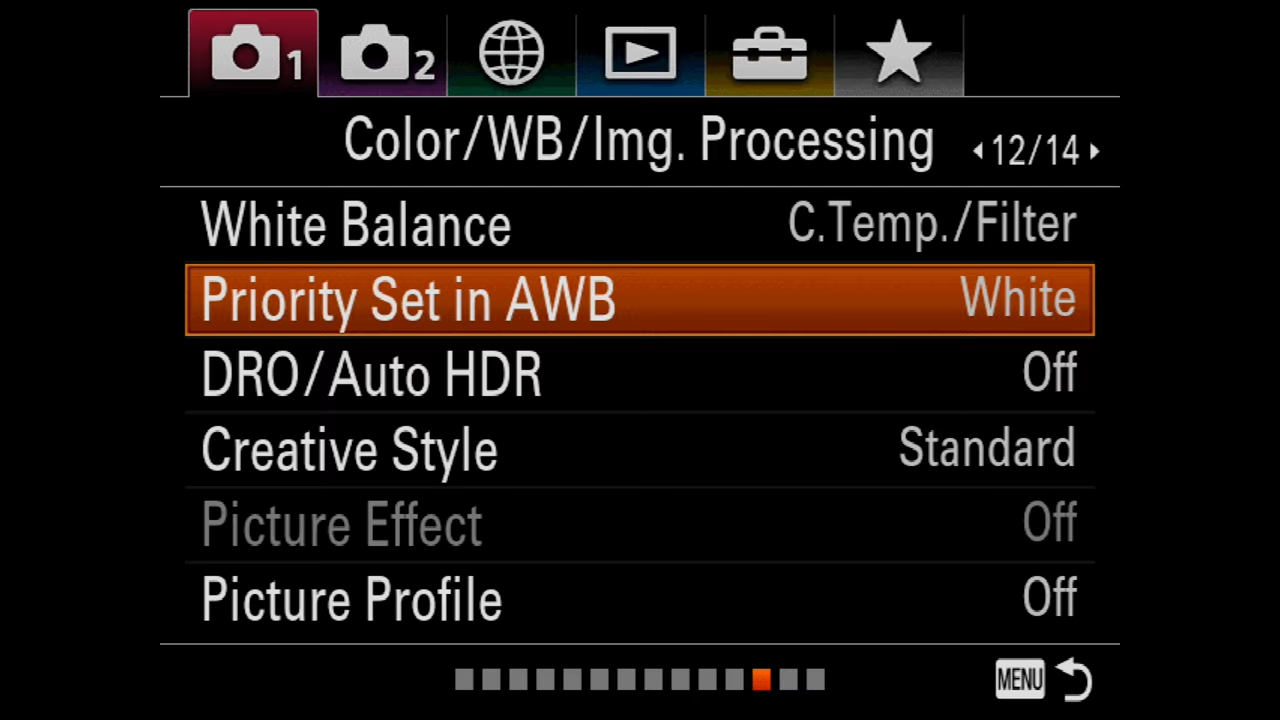 1 2
Color/WB/Img. Processing 12/14
White Balance C.Temp./Filter
Priority Set in AWB White
DRO/Auto HDR Off
Creative Style Standard
Picture Effect Off
Picture Profile Off
MENU